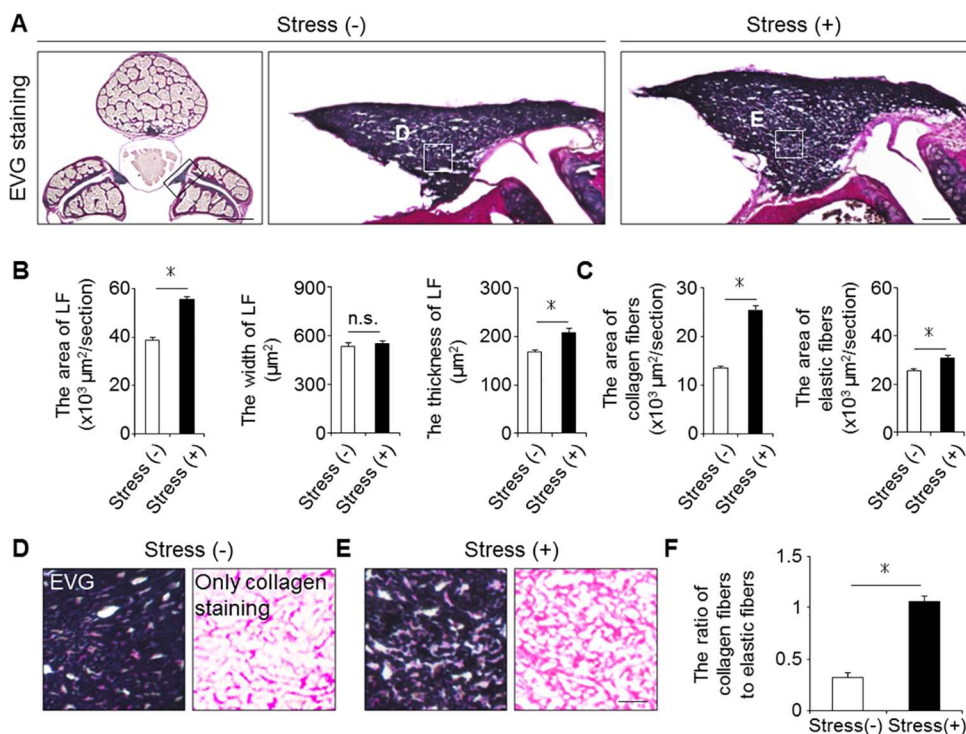 A
Stress (-)
Stress (+)
EVG staining
D
E
B
The area of LF
(x10³ µm²/section)
60
40
20
0
*
Stress (-)
Stress (+)
The width of LF
(µm²)
900
600
300
0
n.s.
Stress (-)
Stress (+)
The thickness of LF
(µm²)
300
200
100
0
*
Stress (-)
Stress (+)
C
The area of
collagen fibers
(x10³ µm²/section)
30
20
10
0
*
Stress (-)
Stress (+)
The area of
elastic fibers
(x10³ µm²/section)
60
40
20
0
*
Stress (-)
Stress (+)
D
Stress (-)
EVG
Only collagen
staining
E
Stress (+)
F
The ratio of
collagen fibers
to elastic fibers
1.5
1
0.5
0
*
Stress(-)
Stress(+)